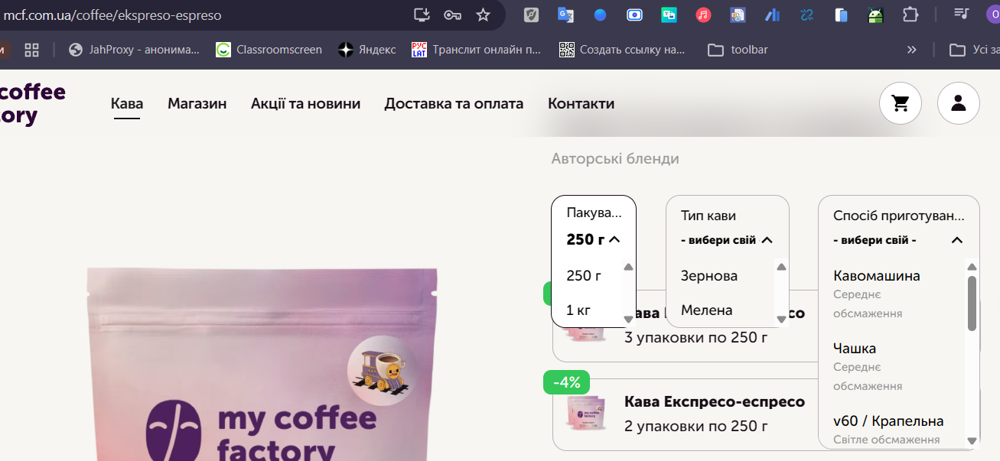 mcf.com.ua/coffee/ekspreso-espreso
JahProxy - анонима...
Classroomscreen
Яндекс
РУС
LAT
Транслит онлайн п...
Создать ссылку на...
toolbar
»
Усі за
coffee
ory
Кава
Магазин
Акції та новини
Доставка та оплата
Контакти
Авторські бленди
Пакува...
250 г
250 г
1 кг
Тип кави
- вибери свій
Зернова
Мелена
Спосіб приготуван...
- вибери свій -
Кавомашина
Середнє
обсмаження
Чашка
Середнє
обсмаження
v60 / Крапельна
Світле обсмаження
3 упаковки по 250 г
-4%
Кава Експресо-еспресо
2 упаковки по 250 г
my coffee
factory